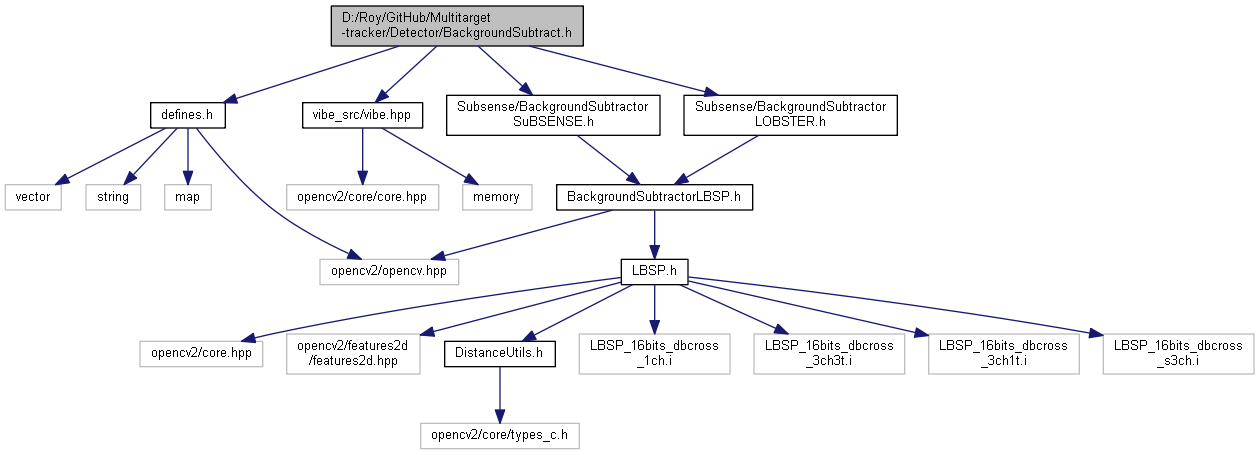 D:/Roy/GitHub/Multitarget
-tracker/Detector/BackgroundSubtract.h
defines.h
vibe_src/vibe.hpp
Subsense/BackgroundSubtractor
SuBSENSE.h
Subsense/BackgroundSubtractor
LOBSTER.h
vector
string
map
opencv2/core/core.hpp
memory
BackgroundSubtractorLBSP.h
opencv2/opencv.hpp
LBSP.h
opencv2/core.hpp
opencv2/features2d
/features2d.hpp
DistanceUtils.h
LBSP_16bits_dbcross
_1ch.i
LBSP_16bits_dbcross
_3ch3t.i
LBSP_16bits_dbcross
_3ch1t.i
LBSP_16bits_dbcross
_s3ch.i
opencv2/core/types_c.h